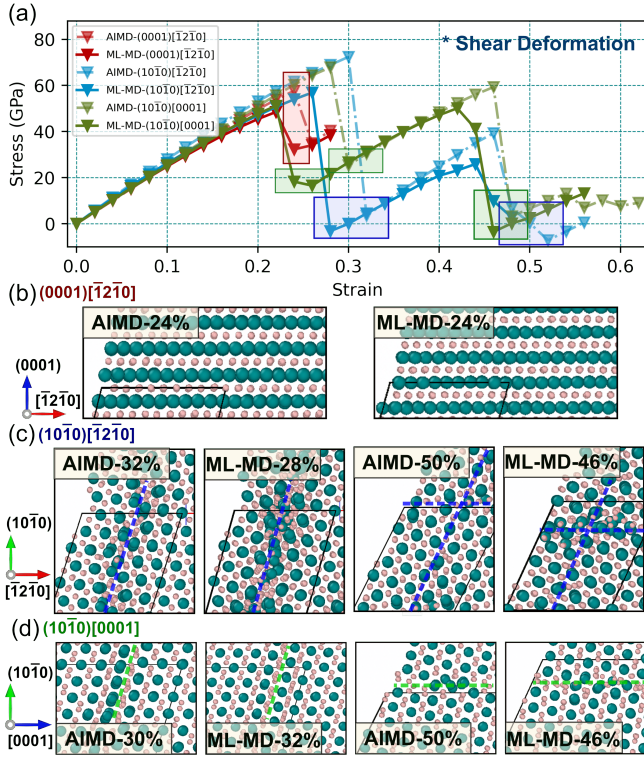 (a)
* Shear Deformation
AIMD-(0001)[1̄21̄0]
ML-MD-(0001)[1̄21̄0]
AIMD-(101̄0)[1̄21̄0]
ML-MD-(101̄0)[1̄21̄0]
AIMD-(101̄0)[0001]
ML-MD-(101̄0)[0001]
Stress (GPa)
80
60
40
20
0
0.0 0.1 0.2 0.3 0.4 0.5 0.6
Strain
(b) (0001)[1̄21̄0]
AIMD-24%
ML-MD-24%
(0001)
[1̄21̄0]
(c) (101̄0)[1̄21̄0]
AIMD-32%
ML-MD-28%
AIMD-50%
ML-MD-46%
(101̄0)
[1̄21̄0]
(d) (101̄0)[0001]
(101̄0)
[0001]
AIMD-30%
ML-MD-32%
AIMD-50%
ML-MD-46%